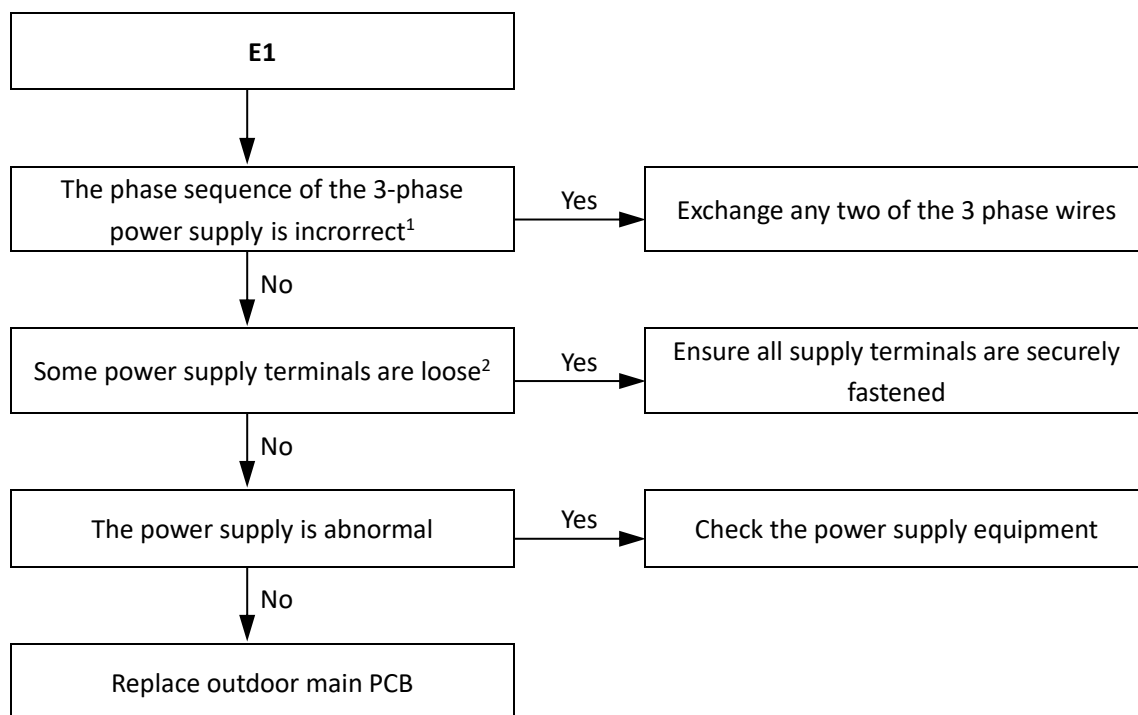 E1
The phase sequence of the 3-phase
power supply is incrorrect1
Yes
Exchange any two of the 3 phase wires
No
Some power supply terminals are loose2
Yes
Ensure all supply terminals are securely
fastened
No
The power supply is abnormal
Yes
Check the power supply equipment
No
Replace outdoor main PCB